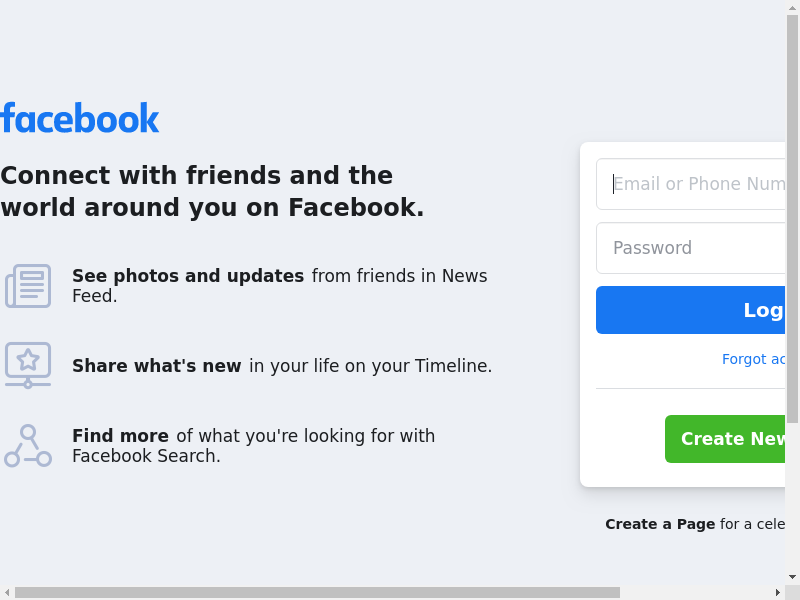 facebook
Connect with friends and the
world around you on Facebook.
See photos and updates from friends in News
Feed.
Share what's new in your life on your Timeline.
Find more of what you're looking for with
Facebook Search.
Email or Phone Num
Password
Log
Forgot ac
Create New
Create a Page for a cele